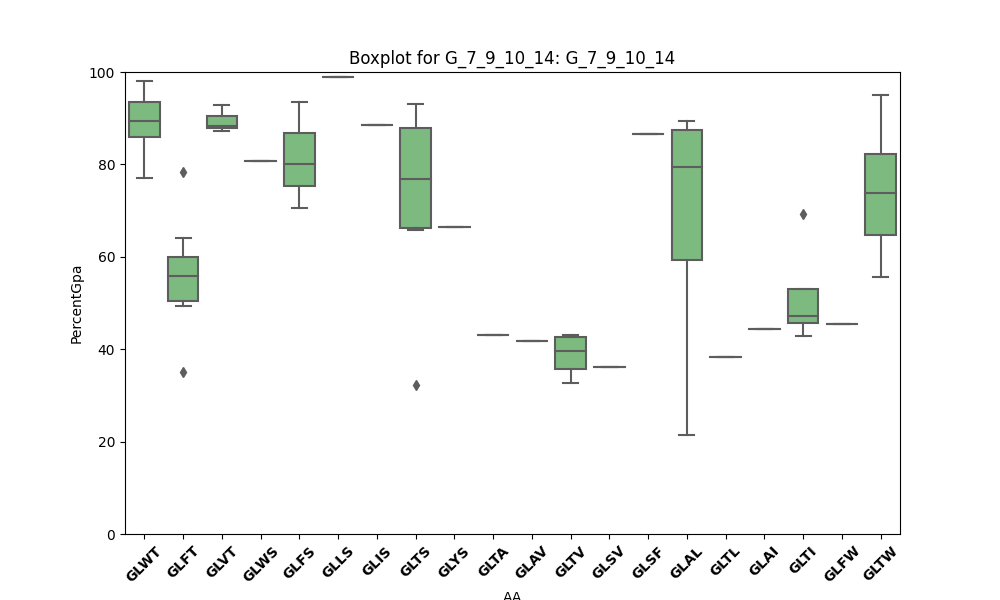 Boxplot for G_7_9_10_14: G_7_9_10_14
100
80
60
40
20
0
PercentGpa
GLWT
GLFT
GLVT
GLWS
GLFS
GLLS
GLIS
GLTS
GLYS
GLTA
GLAV
GLTV
GLSV
GLSF
GLAL
GLTL
GLAI
GLTI
GLFW
GLTW
AA